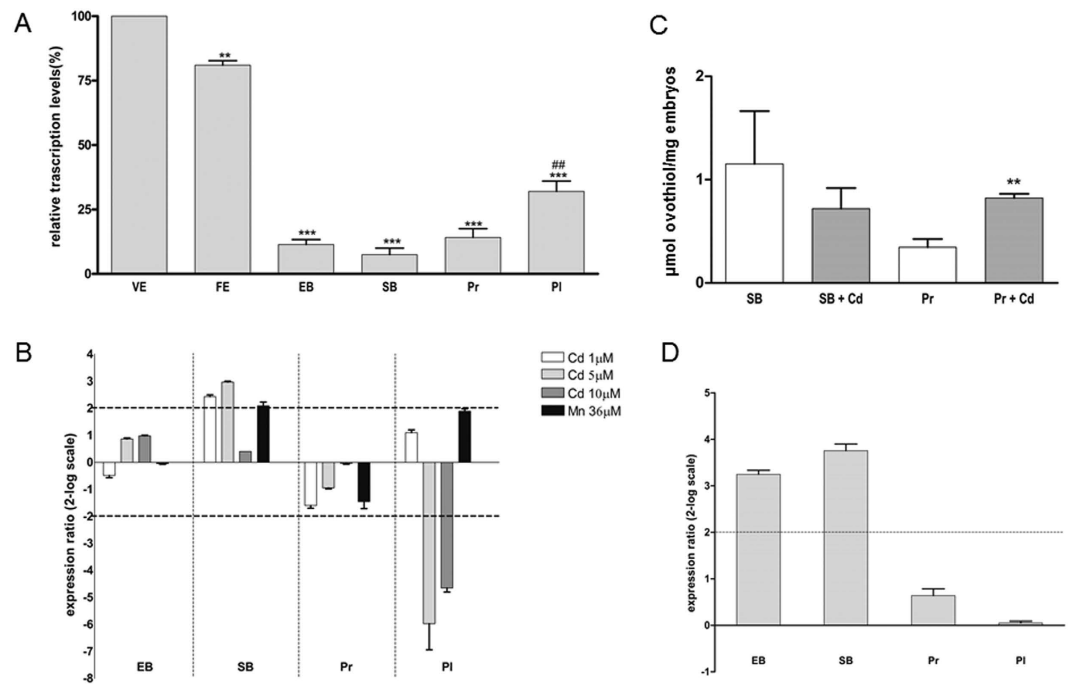 A
relative trascription levels(%)
100
75
50
25
0
**
***
***
***
##
***
VE FE EB SB Pr Pl
C
µmol ovothiol/mg embryos
2
1
0
**
SB SB + Cd Pr Pr + Cd
B
expression ratio (2-log scale)
4
3
2
1
0
-1
-2
-3
-4
-5
-6
-7
-8
EB SB Pr Pl
Cd 1µM
Cd 5µM
Cd 10µM
Mn 36µM
D
expression ratio (2-log scale)
5
4
3
2
1
0
-1
EB SB Pr Pl